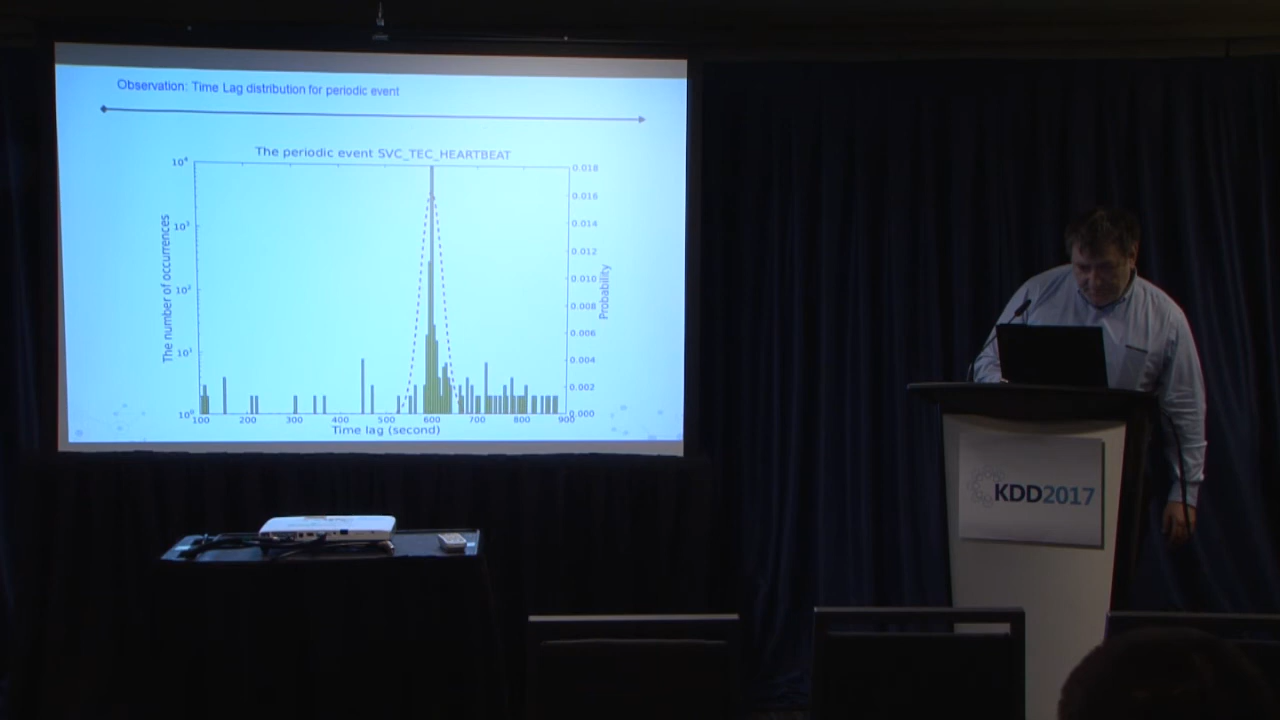 Observation: Time Lag distribution for periodic event
The periodic event SVC_TEC_HEARTBEAT
The number of occurrences
10⁴
10³
10²
10¹
10⁰
0.018
0.016
0.014
0.012
0.010
0.008
0.006
0.004
0.002
0.000
Probability
100 200 300 400 500 600 700 800 900
Time lag (second)
KDD2017